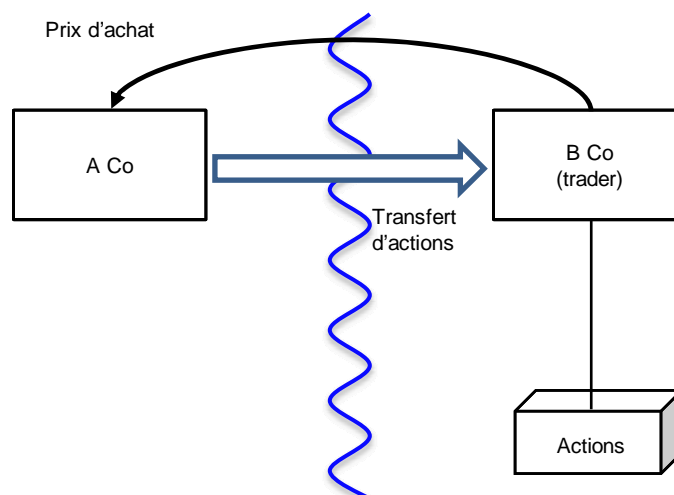 Prix d’achat
A Co
B Co
(trader)
Transfert
d’actions
Actions